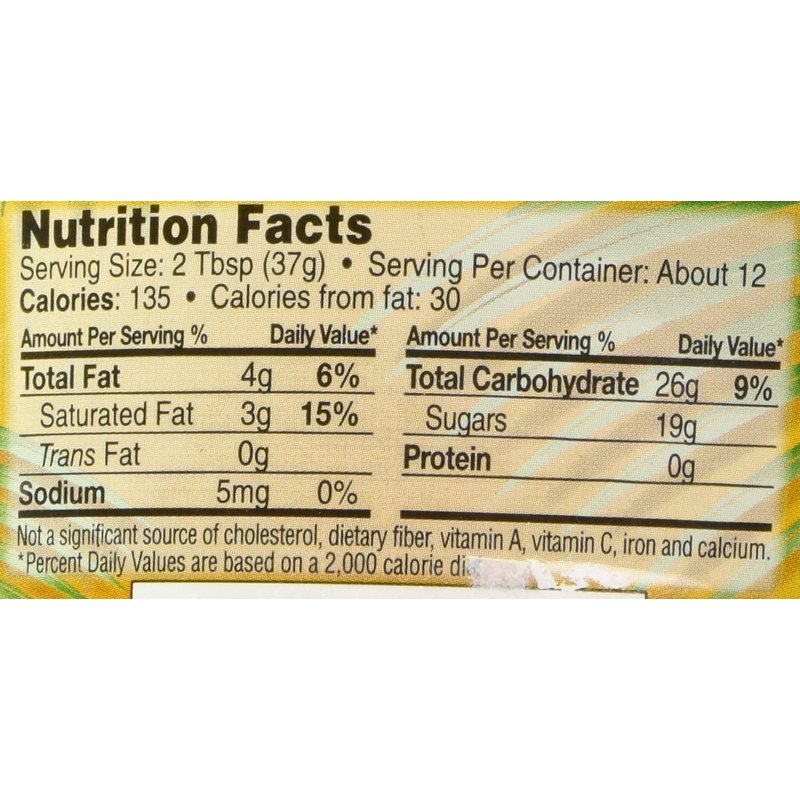 Nutrition Facts
Serving Size: 2 Tbsp (37g) • Serving Per Container: About 12
Calories: 135 • Calories from fat: 30
Amount Per Serving % Daily Value*
Total Fat 4g 6%
Saturated Fat 3g 15%
Trans Fat 0g
Sodium 5mg 0%
Amount Per Serving % Daily Value*
Total Carbohydrate 26g 9%
Sugars 19g
Protein 0g
Not a significant source of cholesterol, dietary fiber, vitamin A, vitamin C, iron and calcium.
*Percent Daily Values are based on a 2,000 calorie